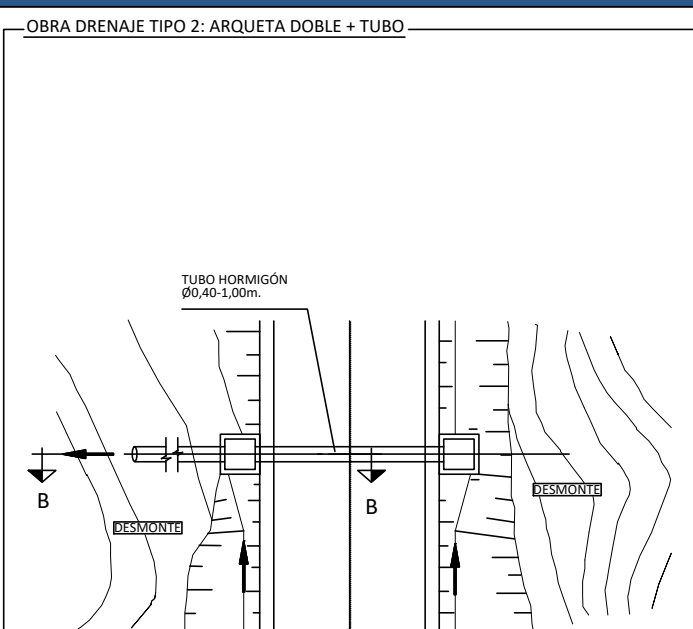 OBRA DRENAJE TIPO 2: ARQUETA DOBLE + TUBO
TUBO HORMIGÓN
Ø0,40-1,00m.
B
B
DESMONTE
DESMONTE